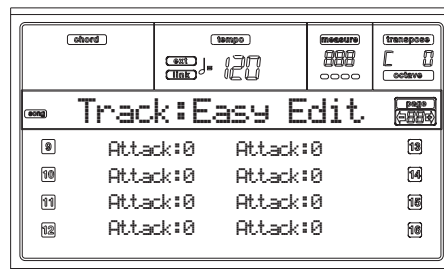 chord tempo measure transpose
ext link ♩= 120 888 C 0
octave
song Track:Easy Edit page
88
9 Attack:0 Attack:0 13
10 Attack:0 Attack:0 14
11 Attack:0 Attack:0 15
12 Attack:0 Attack:0 16